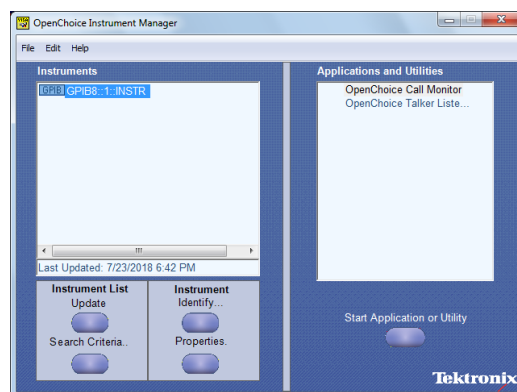 OpenChoice Instrument Manager
File Edit Help
Instruments
GPIB GPIB8::1::INSTR
Last Updated: 7/23/2018 6:42 PM
Instrument List
Update
Search Criteria..
Instrument
Identify...
Properties.
Applications and Utilities
OpenChoice Call Monitor
OpenChoice Talker Liste...
Start Application or Utility
Tektronix